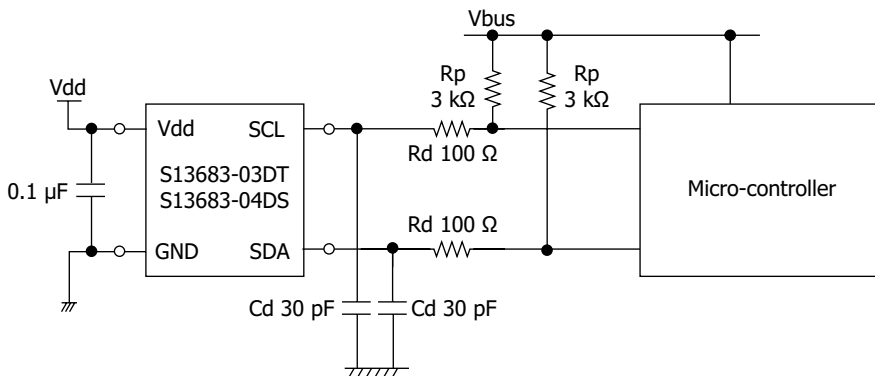 Vbus
Rp
3 kΩ
Rp
3 kΩ
Vdd
Vdd
SCL
Rd 100 Ω
S13683-03DT
S13683-04DS
Micro-controller
0.1 µF
Rd 100 Ω
GND
SDA
Cd 30 pF
Cd 30 pF